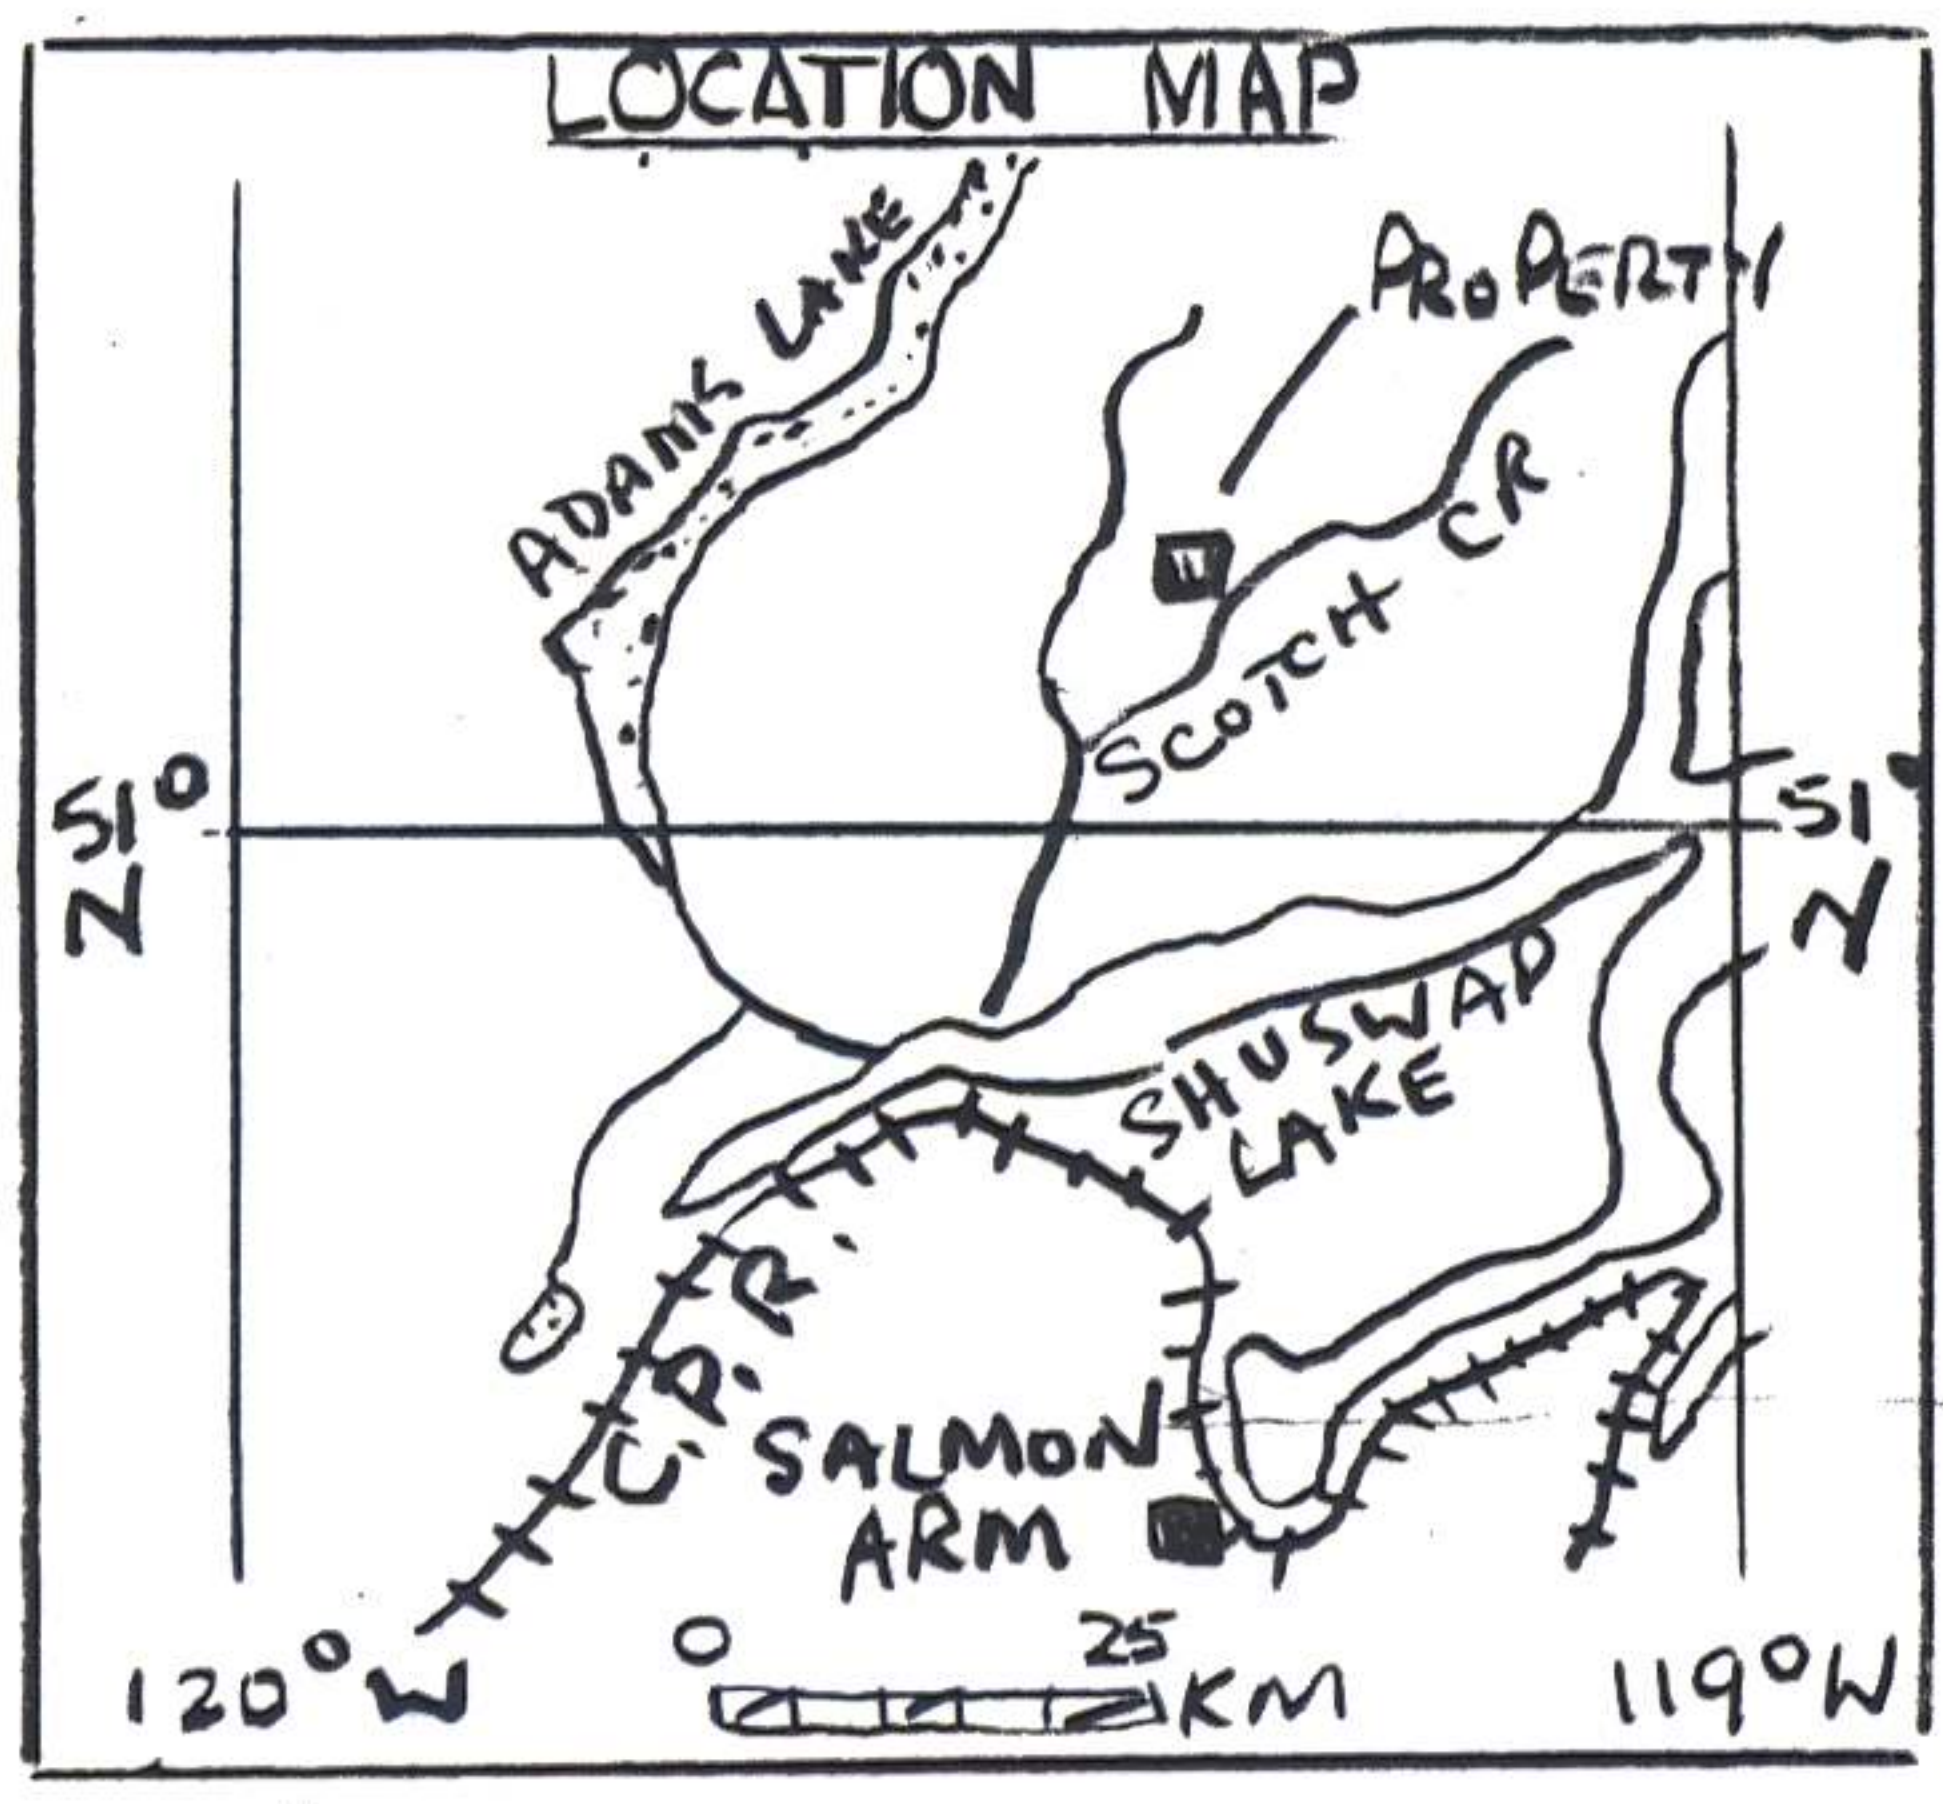 LOCATION MAP
ADAMS LAKE
PROPERTY
SCOTCH CR
51°
N
51°
N
SHUSWAP
LAKE
C.P.R.
SALMON
ARM
0 25
KM
120°W
119°W